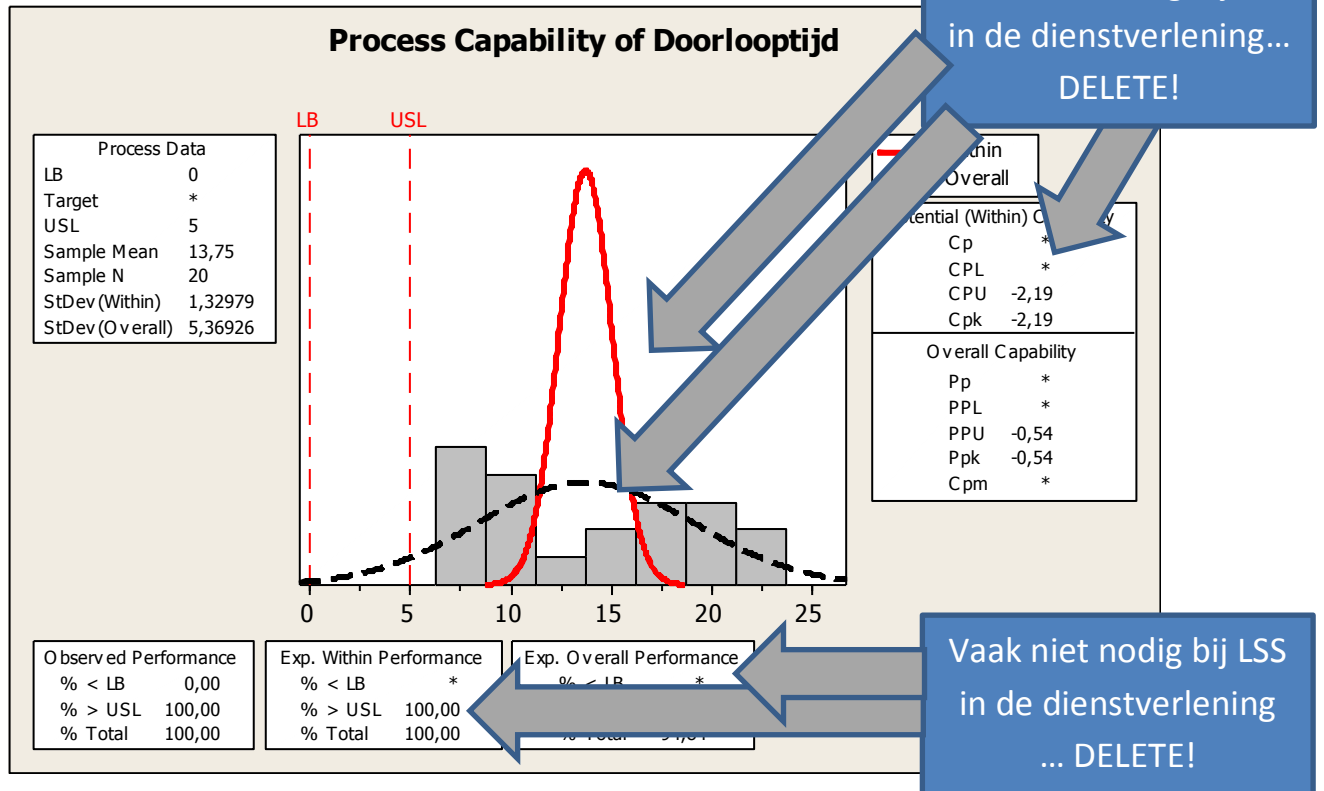 in de dienstverlening...
DELETE!
Process Capability of Doorlooptijd
LB USL
Process Data
LB 0
Target *
USL 5
Sample Mean 13,75
Sample N 20
StDev(Within) 1,32979
StDev(Overall) 5,36926
Overall
Cp *
CPL *
CPU -2,19
Cpk -2,19
Overall Capability
Pp *
PPL *
PPU -0,54
Ppk -0,54
Cpm *
0 5 10 15 20 25
Observed Performance
% < LB 0,00
% > USL 100,00
% Total 100,00
Exp. Within Performance
% < LB *
% > USL 100,00
% Total 100,00
Exp. Overall Performance
% < LB *
% Total
Vaak niet nodig bij LSS
in de dienstverlening
... DELETE!